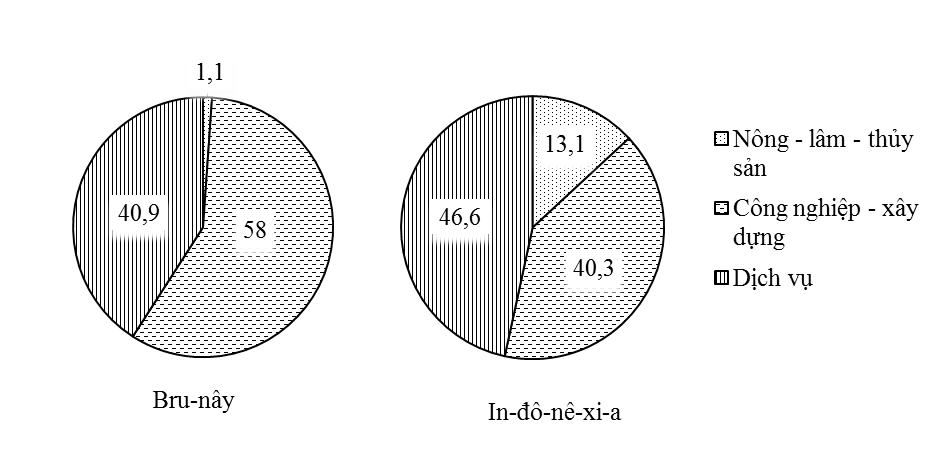 1,1
40,9
58
Bru-nây
13,1
46,6
40,3
In-đô-nê-xi-a
Nông - lâm - thủy
sản
Công nghiệp - xây
dựng
Dịch vụ